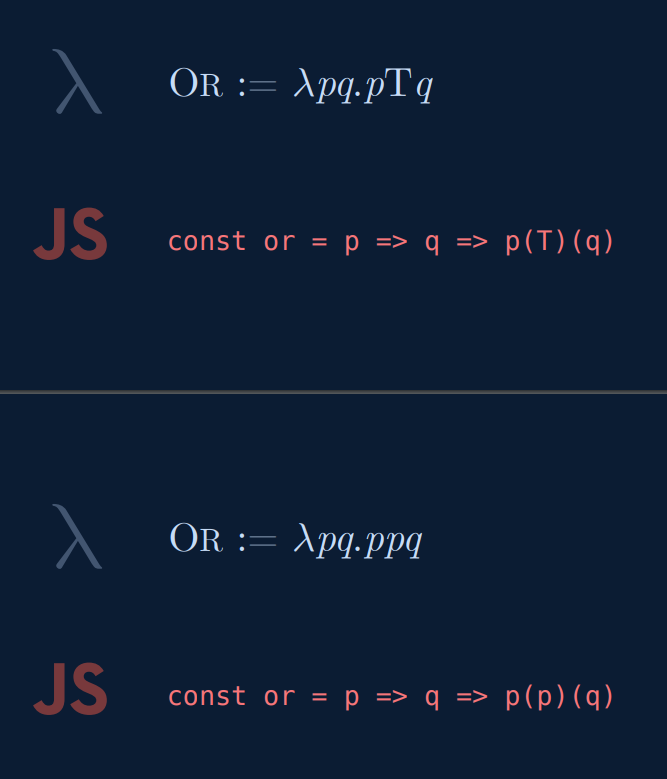 λ
OR := λpq.pTq
JS
const or = p => q => p(T)(q)
λ
OR := λpq.ppq
JS
const or = p => q => p(p)(q)